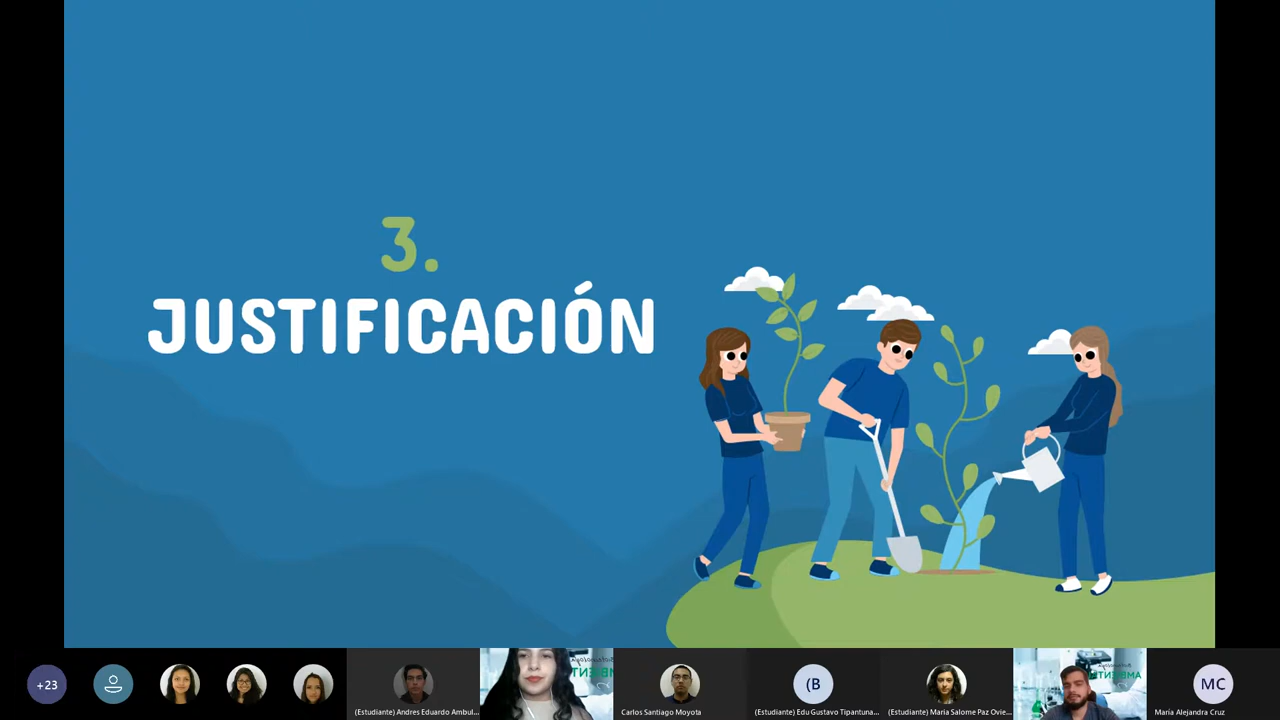 3.
JUSTIFICACIÓN
+23
(Estudiante) Andres Eduardo Ambul...
Carlos Santiago Moyota
(B
(Estudiante) Edu Gustavo Tipantuna...
(Estudiante) Maria Salome Paz Ovie...
MC
María Alejandra Cruz